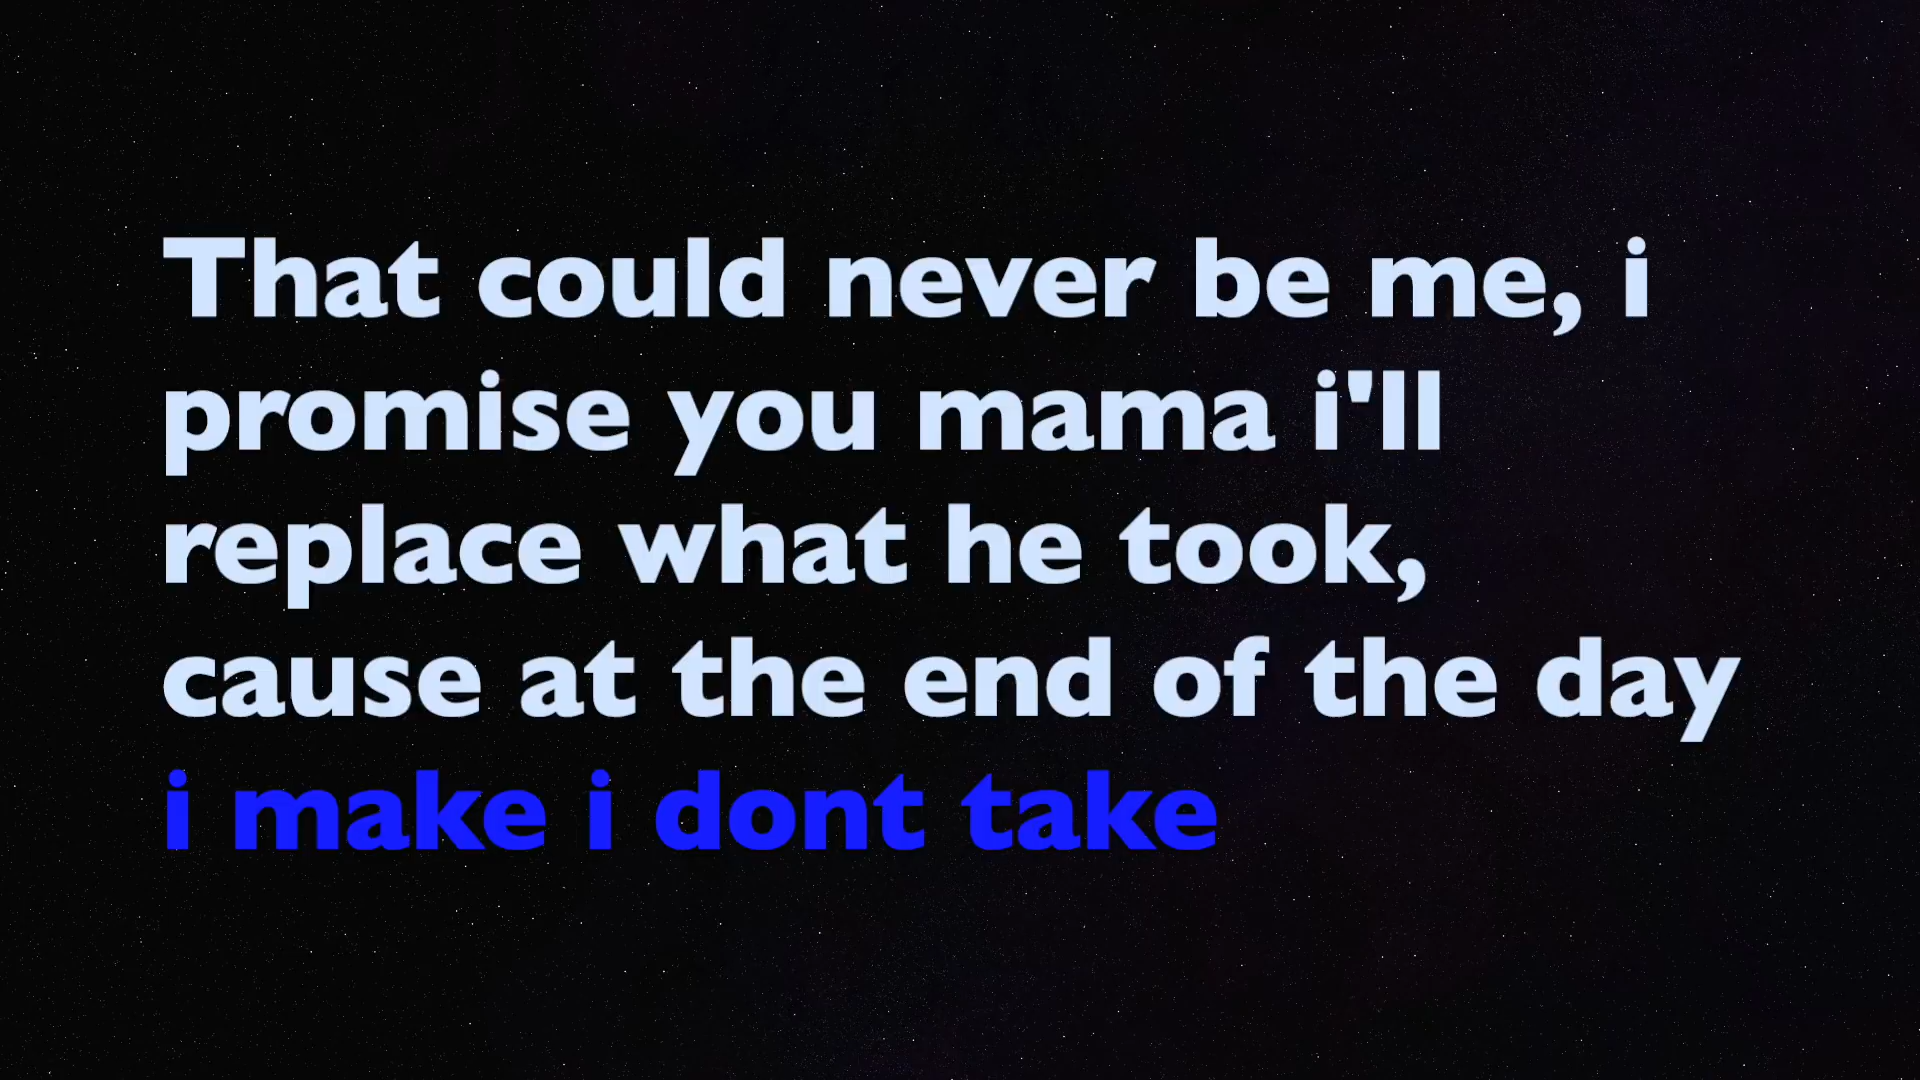 That could never be me, i
promise you mama i'll
replace what he took,
cause at the end of the day
i make i dont take